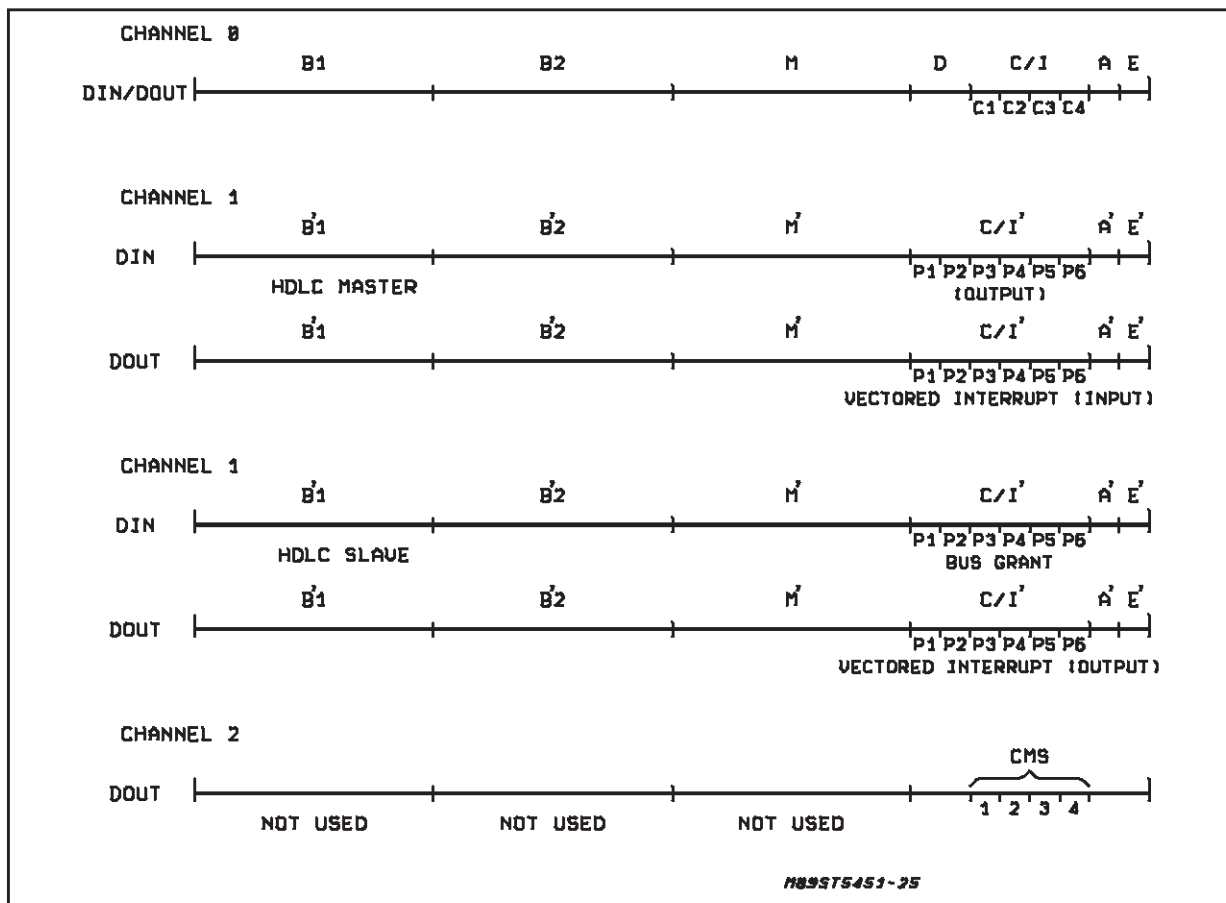 CHANNEL 0
B1 B2 M D C/I A E
DIN/DOUT
C1 C2 C3 C4
CHANNEL 1
B'1 B'2 M' C/I' A' E'
DIN
P1 P2 P3 P4 P5 P6
HDLC MASTER (OUTPUT)
B'1 B'2 M' C/I' A' E'
DOUT
P1 P2 P3 P4 P5 P6
VECTORED INTERRUPT (INPUT)
CHANNEL 1
B'1 B'2 M' C/I' A' E'
DIN
P1 P2 P3 P4 P5 P6
HDLC SLAVE BUS GRANT
B'1 B'2 M' C/I' A' E'
DOUT
P1 P2 P3 P4 P5 P6
VECTORED INTERRUPT (OUTPUT)
CHANNEL 2
CMS
DOUT
1 2 3 4
NOT USED NOT USED NOT USED
M89ST5451-25